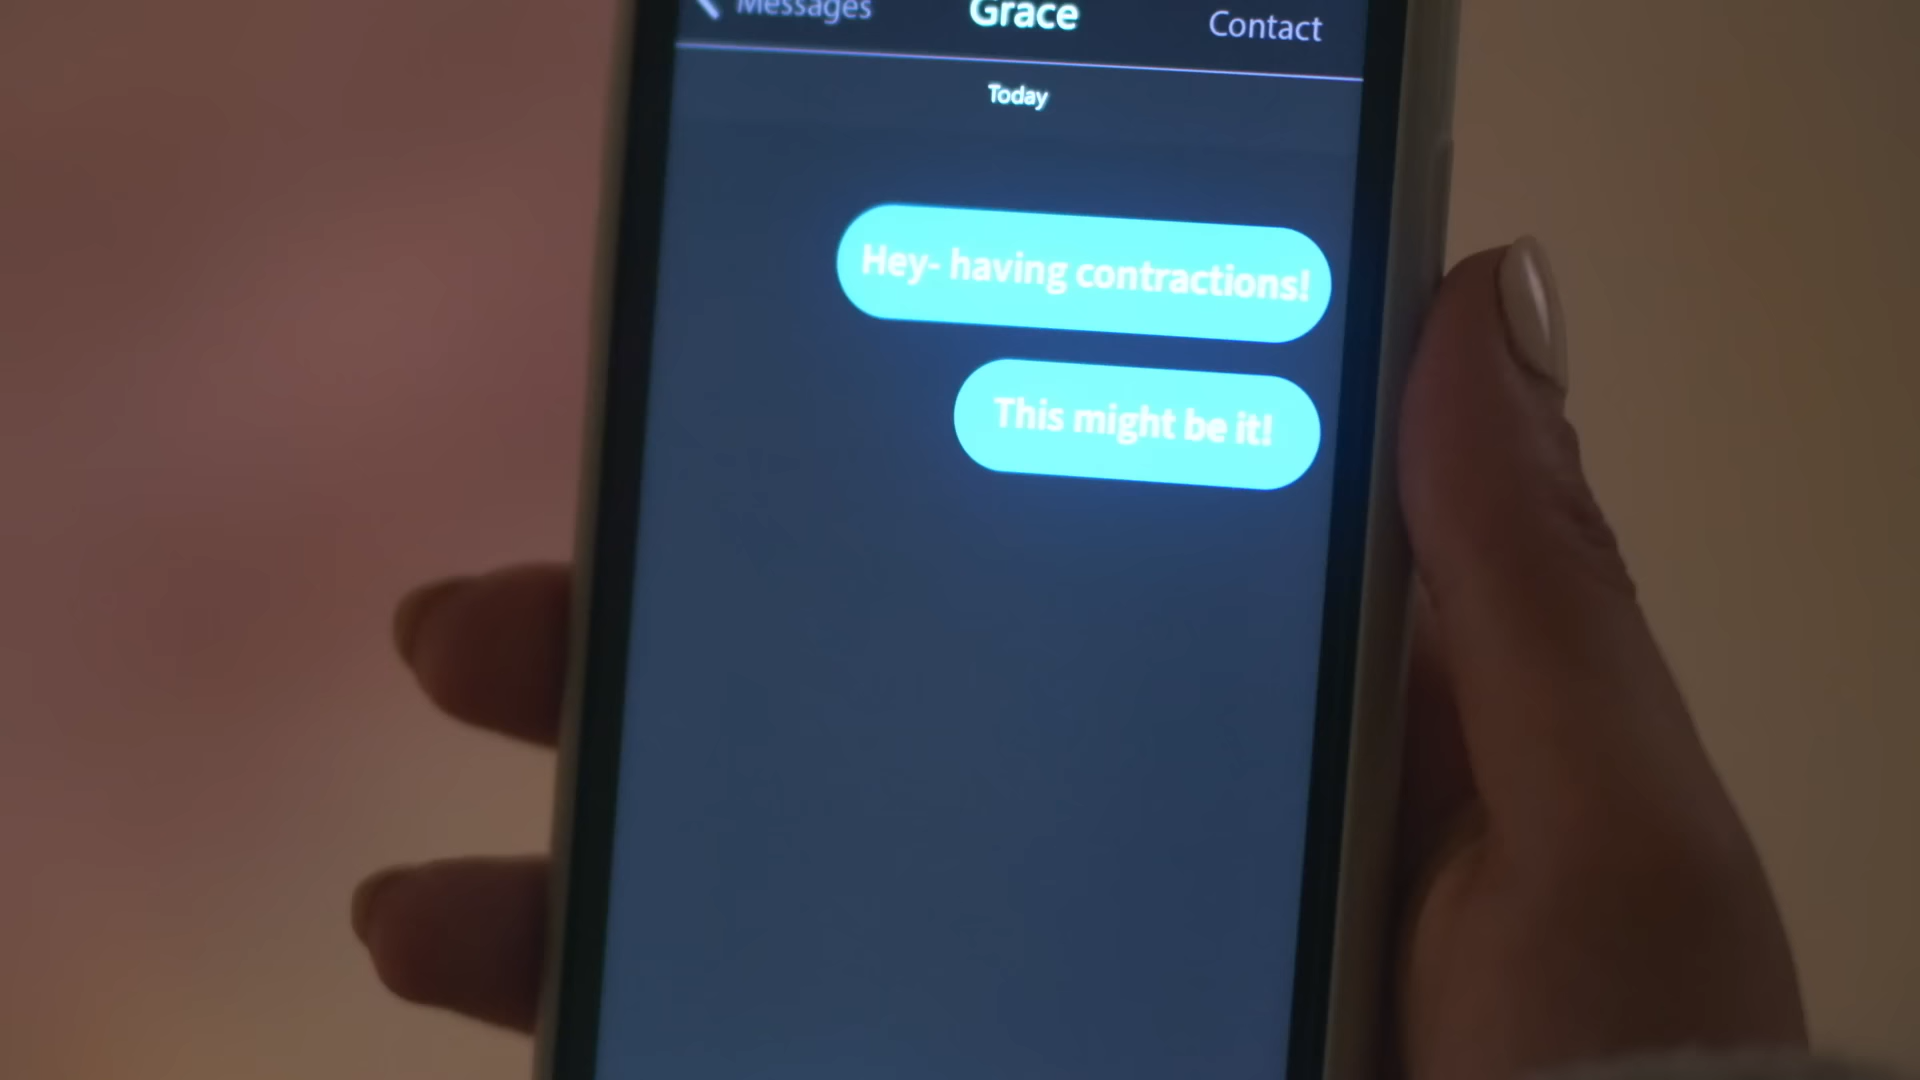 Messages Grace Contact
Today
Hey- having contractions!
This might be it!